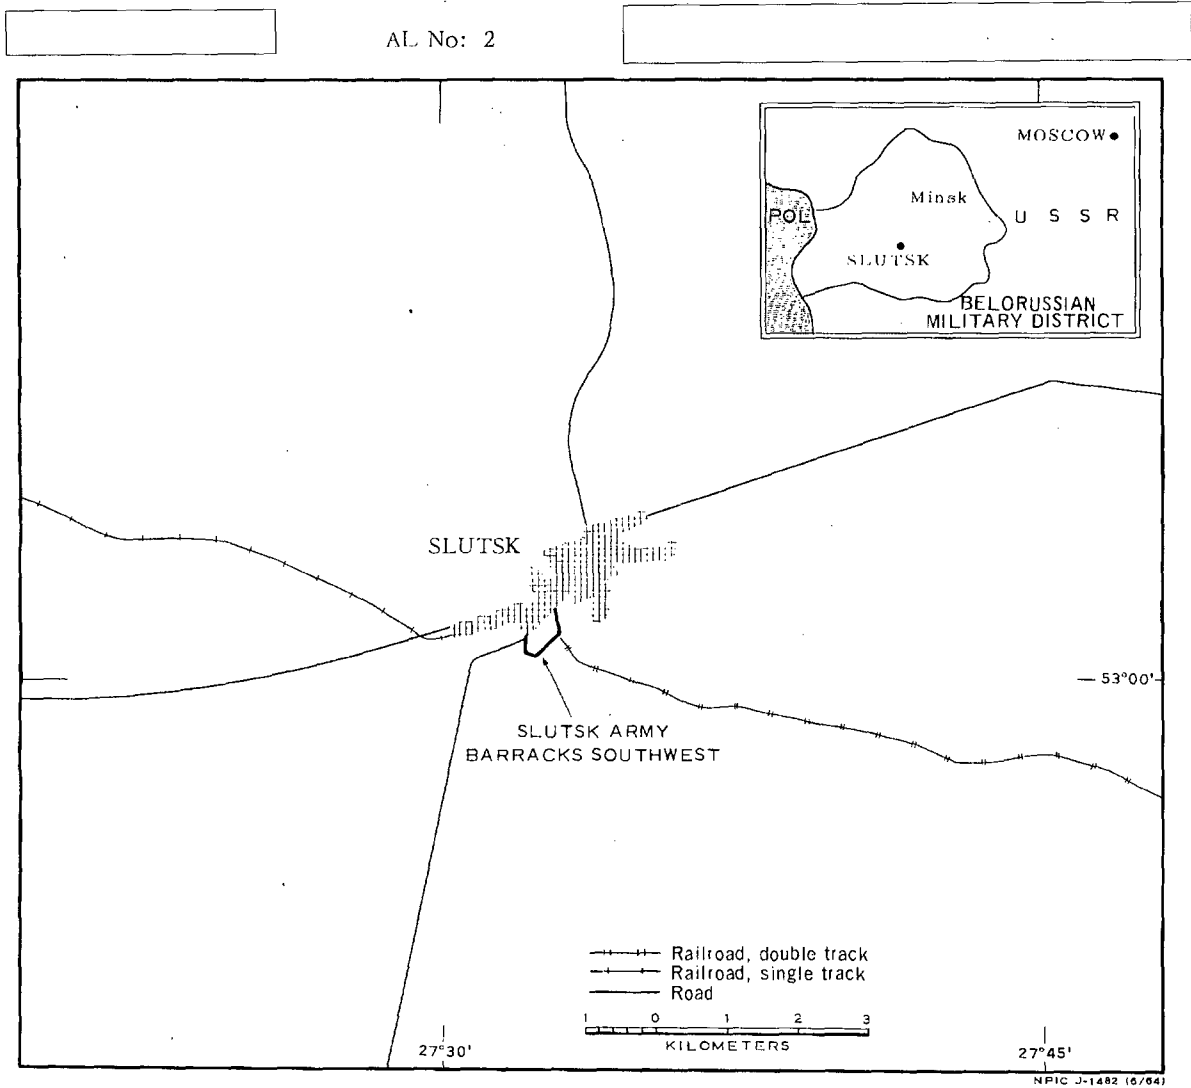 AL No: 2
MOSCOW
Minsk
POL
U S S R
SLUTSK
BELORUSSIAN
MILITARY DISTRICT
SLUTSK
53°00'
SLUTSK ARMY
BARRACKS SOUTHWEST
Railroad, double track
Railroad, single track
Road
1 0 1 2 3
KILOMETERS
27°30'
27°45'
NPIC J-1482 (6/64)